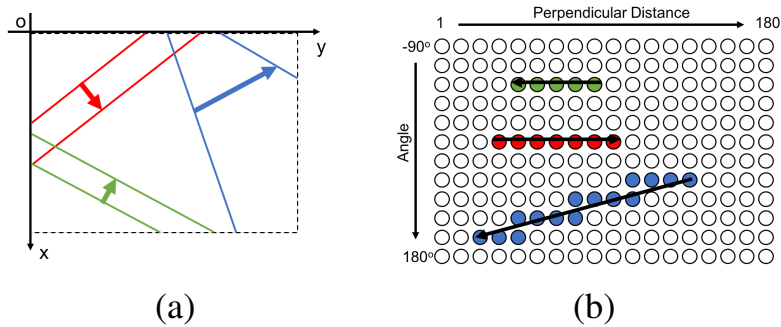 o
y
x
(a)
Perpendicular Distance
1
180
-90°
Angle
180°
(b)